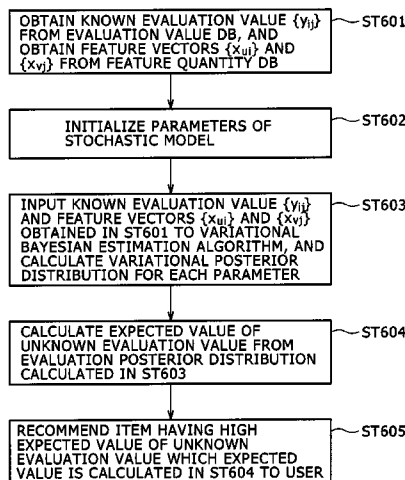 OBTAIN KNOWN EVALUATION VALUE {yij}
FROM EVALUATION VALUE DB, AND
OBTAIN FEATURE VECTORS {xui} AND
{xvj} FROM FEATURE QUANTITY DB
ST601
INITIALIZE PARAMETERS OF
STOCHASTIC MODEL
ST602
INPUT KNOWN EVALUATION VALUE {yij}
AND FEATURE VECTORS {xui} AND {xvj}
OBTAINED IN ST601 TO VARIATIONAL
BAYESIAN ESTIMATION ALGORITHM, AND
CALCULATE VARIATIONAL POSTERIOR
DISTRIBUTION FOR EACH PARAMETER
ST603
CALCULATE EXPECTED VALUE OF
UNKNOWN EVALUATION VALUE FROM
EVALUATION POSTERIOR DISTRIBUTION
CALCULATED IN ST603
ST604
RECOMMEND ITEM HAVING HIGH
EXPECTED VALUE OF UNKNOWN
EVALUATION VALUE WHICH EXPECTED
VALUE IS CALCULATED IN ST604 TO USER
ST605